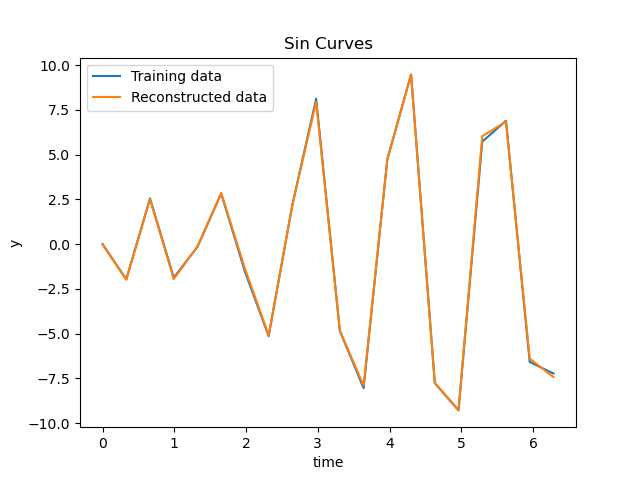 Sin Curves
Training data
Reconstructed data
10.0
7.5
5.0
2.5
0.0
−2.5
−5.0
−7.5
−10.0
y
0 1 2 3 4 5 6
time